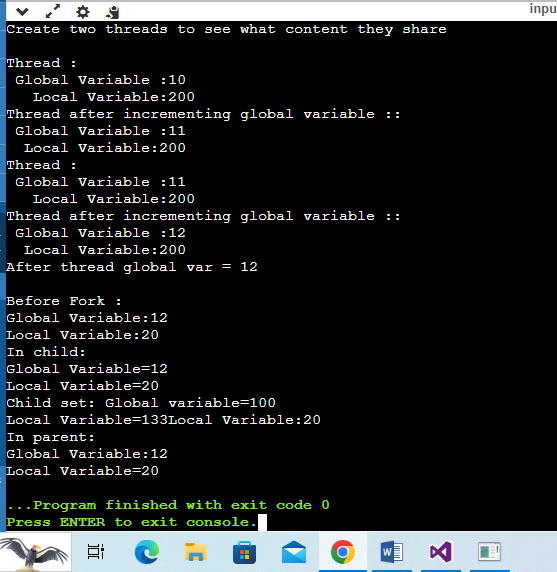 inpu
Create two threads to see what content they share
Thread :
Global Variable :10
Local Variable:200
Thread after incrementing global variable ::
Global Variable :11
Local Variable:200
Thread :
Global Variable :11
Local Variable:200
Thread after incrementing global variable ::
Global Variable :12
Local Variable:200
After thread global var = 12
Before Fork :
Global Variable:12
Local Variable:20
In child:
Global Variable=12
Local Variable=20
Child set: Global variable=100
Local Variable=133Local Variable:20
In parent:
Global Variable:12
Local Variable=20
...Program finished with exit code 0
Press ENTER to exit console.
W